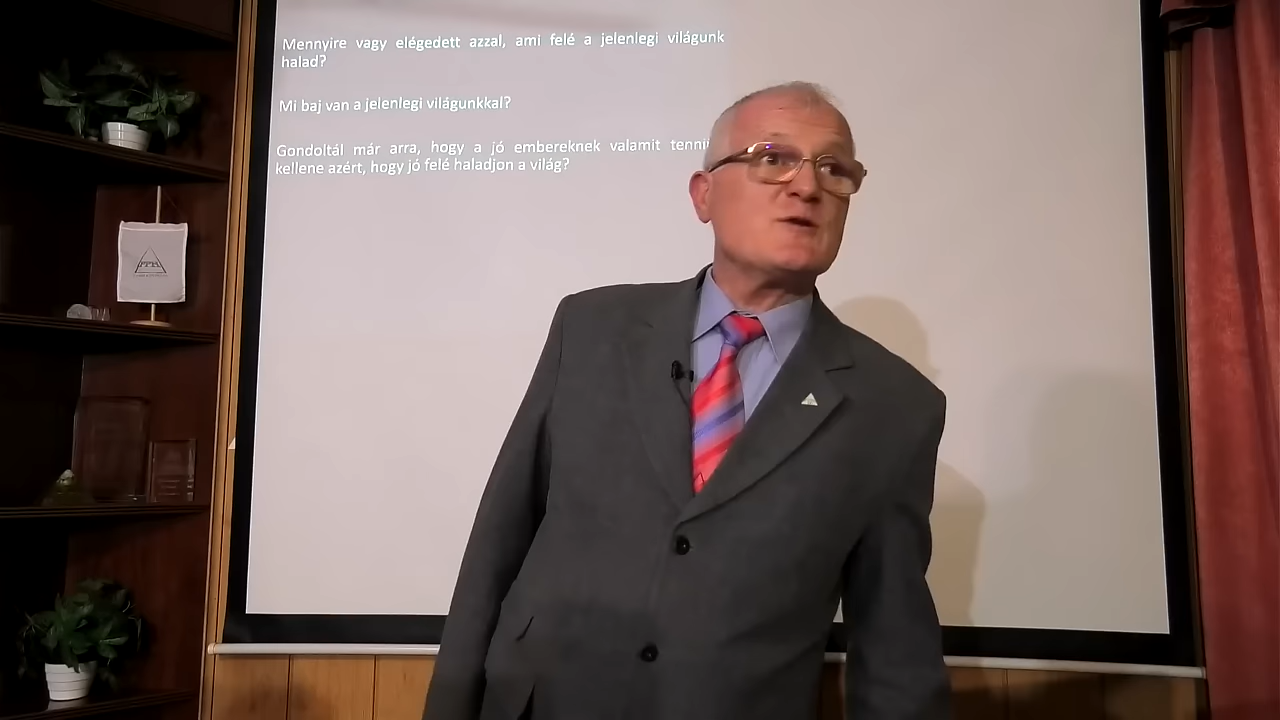 Mennyire vagy elégedett azzal, ami felé a jelenlegi világunk
halad?
Mi baj van a jelenlegi világunkkal?
Gondoltál már arra, hogy a jó embereknek valamit
kellene azért, hogy jó felé haladjon a világ?